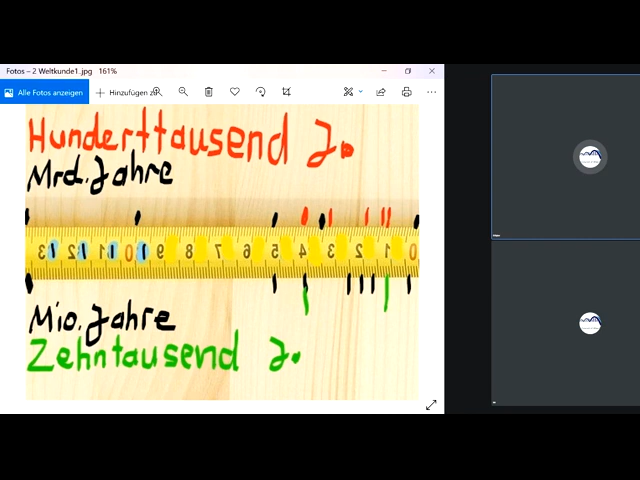 Fotos – 2 Weltkunde1.jpg 161%
Alle Fotos anzeigen
Hinzufügen zu
Hunderttausend J.
Mrd. Jahre
13 12 11 10 9 8 7 6 5 4 3 2 1 0
Mio. Jahre
Zehntausend J.